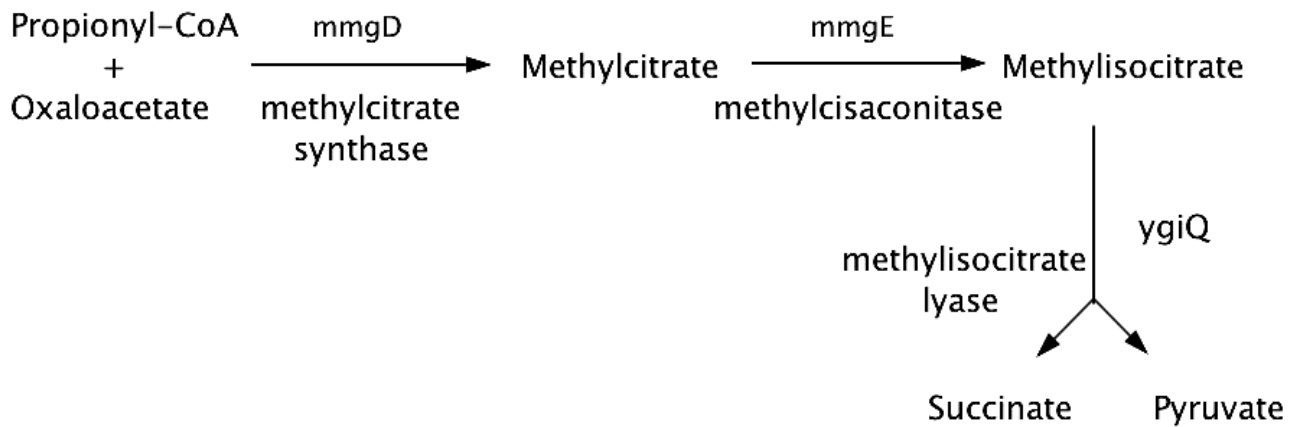 Propionyl-CoA
+
Oxaloacetate
mmgD
methylcitrate
synthase
Methylcitrate
mmgE
methylcisaconitase
Methylisocitrate
methylisocitrate
lyase
ygiQ
Succinate
Pyruvate